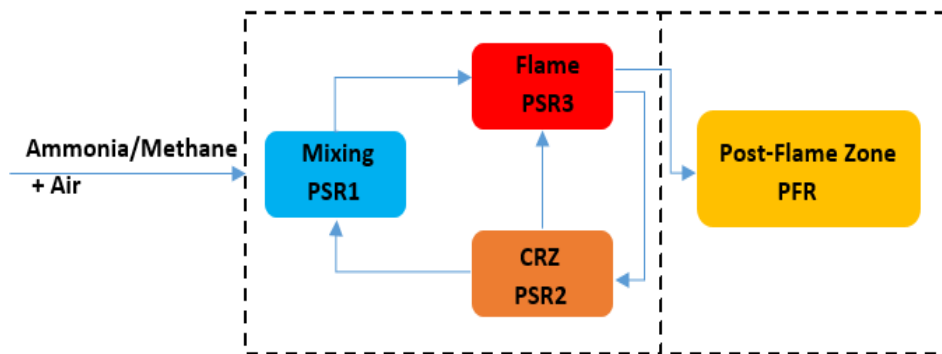 Ammonia/Methane
+ Air
Mixing
PSR1
Flame
PSR3
CRZ
PSR2
Post-Flame Zone
PFR